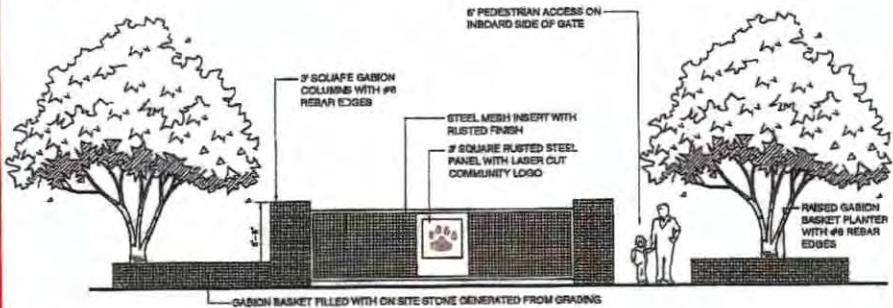 6' PEDESTRIAN ACCESS ON
INBOARD SIDE OF GATE
3' SQUARE GABION
COLUMNS WITH #6
REBAR EDGES
STEEL MESH INSERT WITH
RUSTED FINISH
3' SQUARE RUSTED STEEL
PANEL WITH LASER CUT
COMMUNITY LOGO
RAISED GABION
BASKET PLANTER
WITH #6 REBAR
EDGES
GABION BASKET FILLED WITH ON SITE STONE GENERATED FROM GRADING